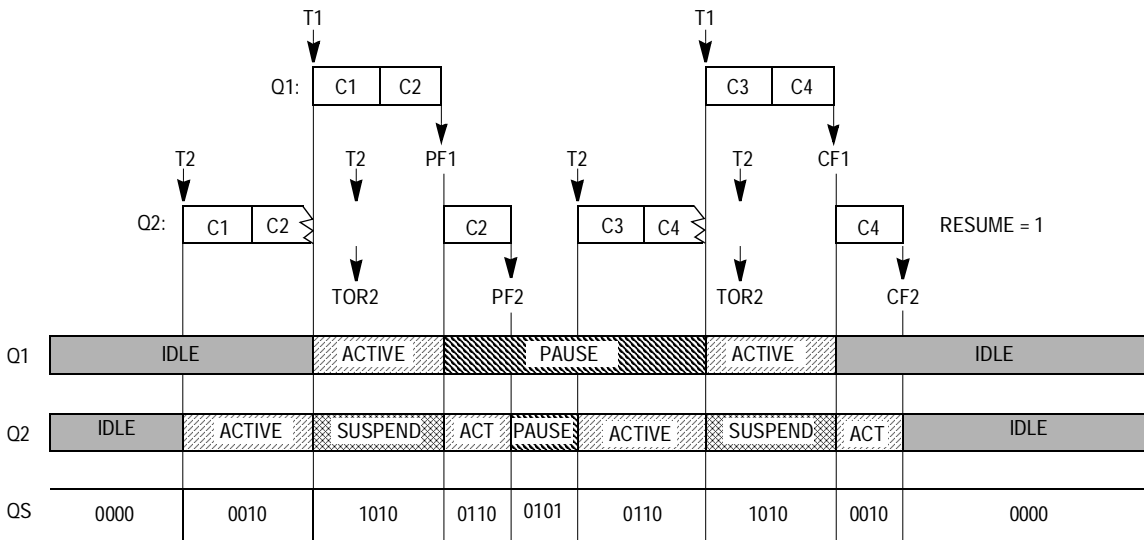 T1 T1
Q1: C1 C2 C3 C4
T2 T2 PF1 T2 T2 CF1
Q2: C1 C2 C2 C3 C4 C4 RESUME = 1
TOR2 PF2 TOR2 CF2
Q1 IDLE ACTIVE PAUSE ACTIVE IDLE
Q2 IDLE ACTIVE SUSPEND ACT PAUSE ACTIVE SUSPEND ACT IDLE
QS 0000 0010 1010 0110 0101 0110 1010 0010 0000